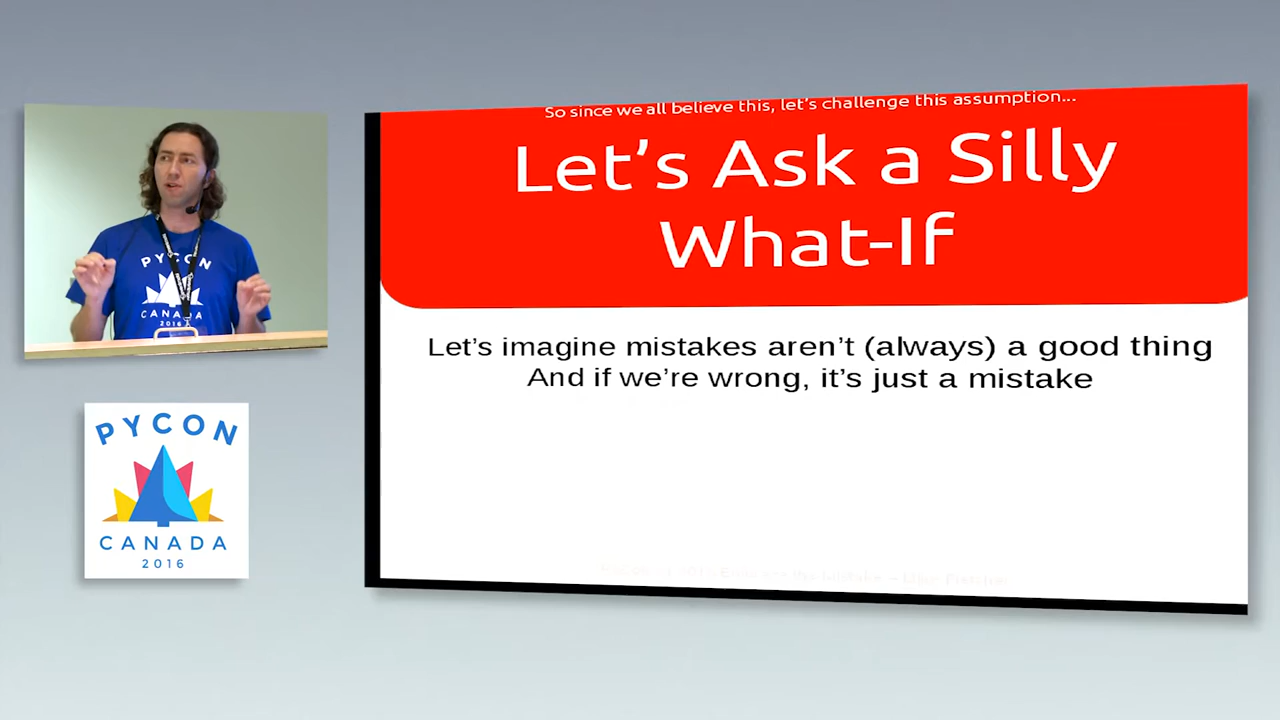 PYCON
CANADA
2016
So since we all believe this, let's challenge this assumption...
Let's Ask a Silly
What-If
Let's imagine mistakes aren't (always) a good thing
And if we're wrong, it's just a mistake
PYCON
CANADA
2016